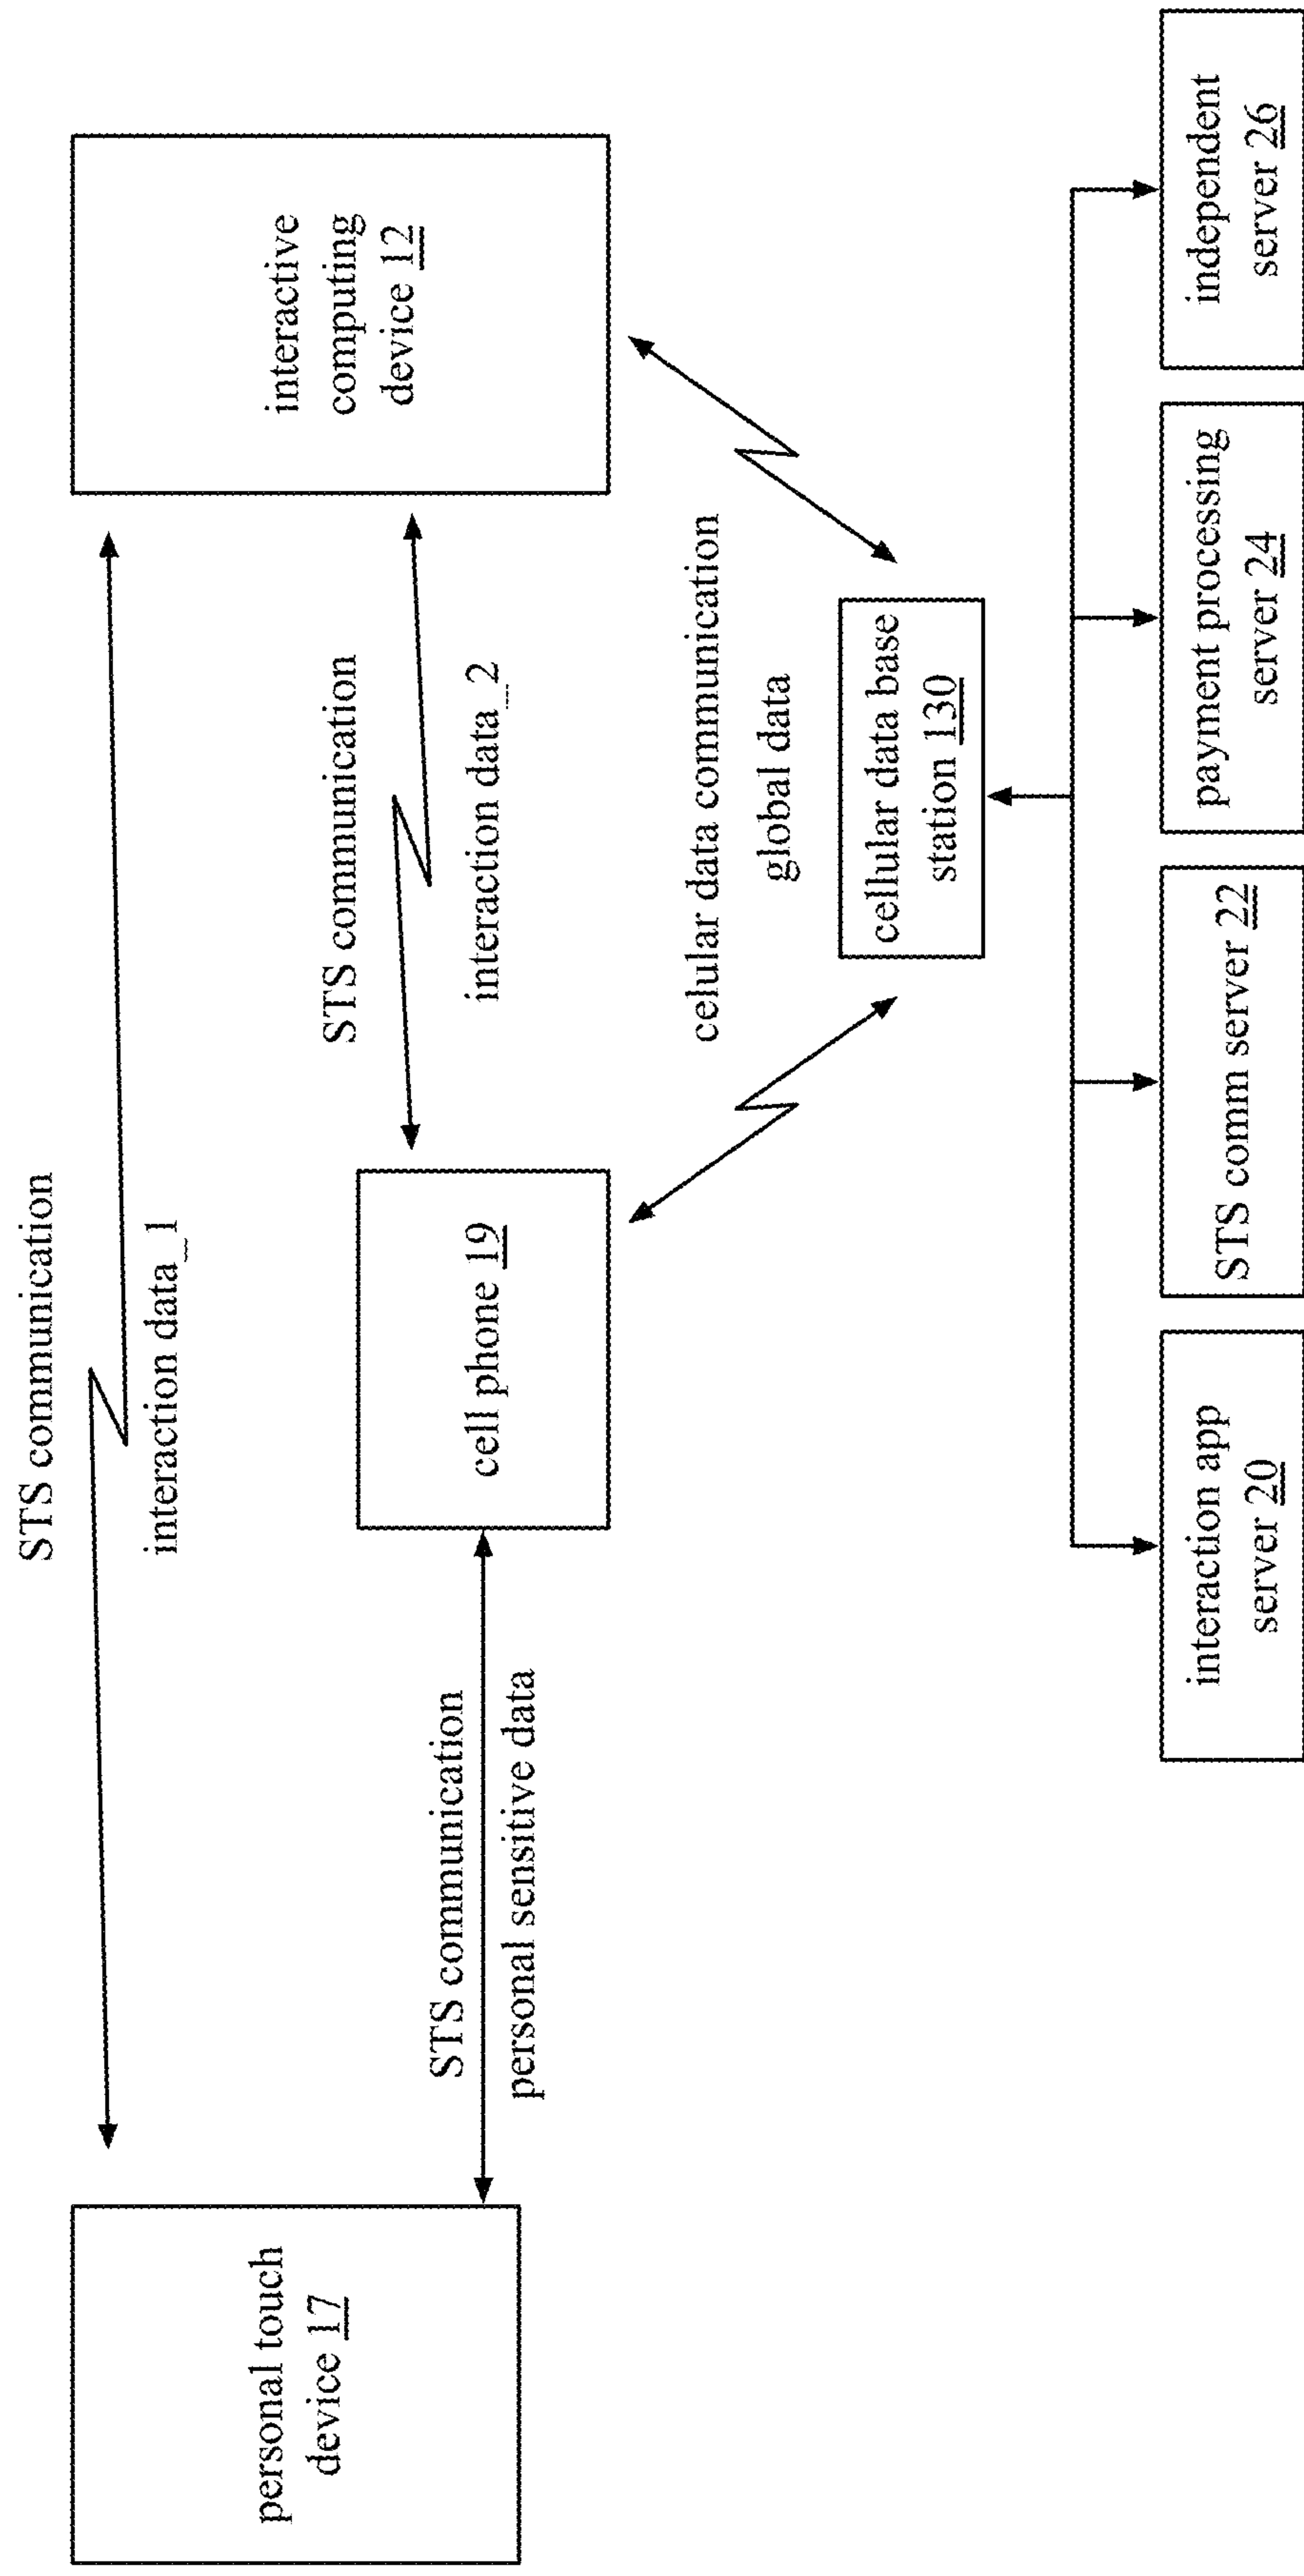 STS communication
interaction data_1
personal touch
device 17
STS communication
personal sensitive data
cell phone 19
STS communication
interaction data_2
interactive
computing
device 12
celular data communication
global data
cellular data base
station 130
interaction app
server 20
STS comm server 22
payment processing
server 24
independent
server 26